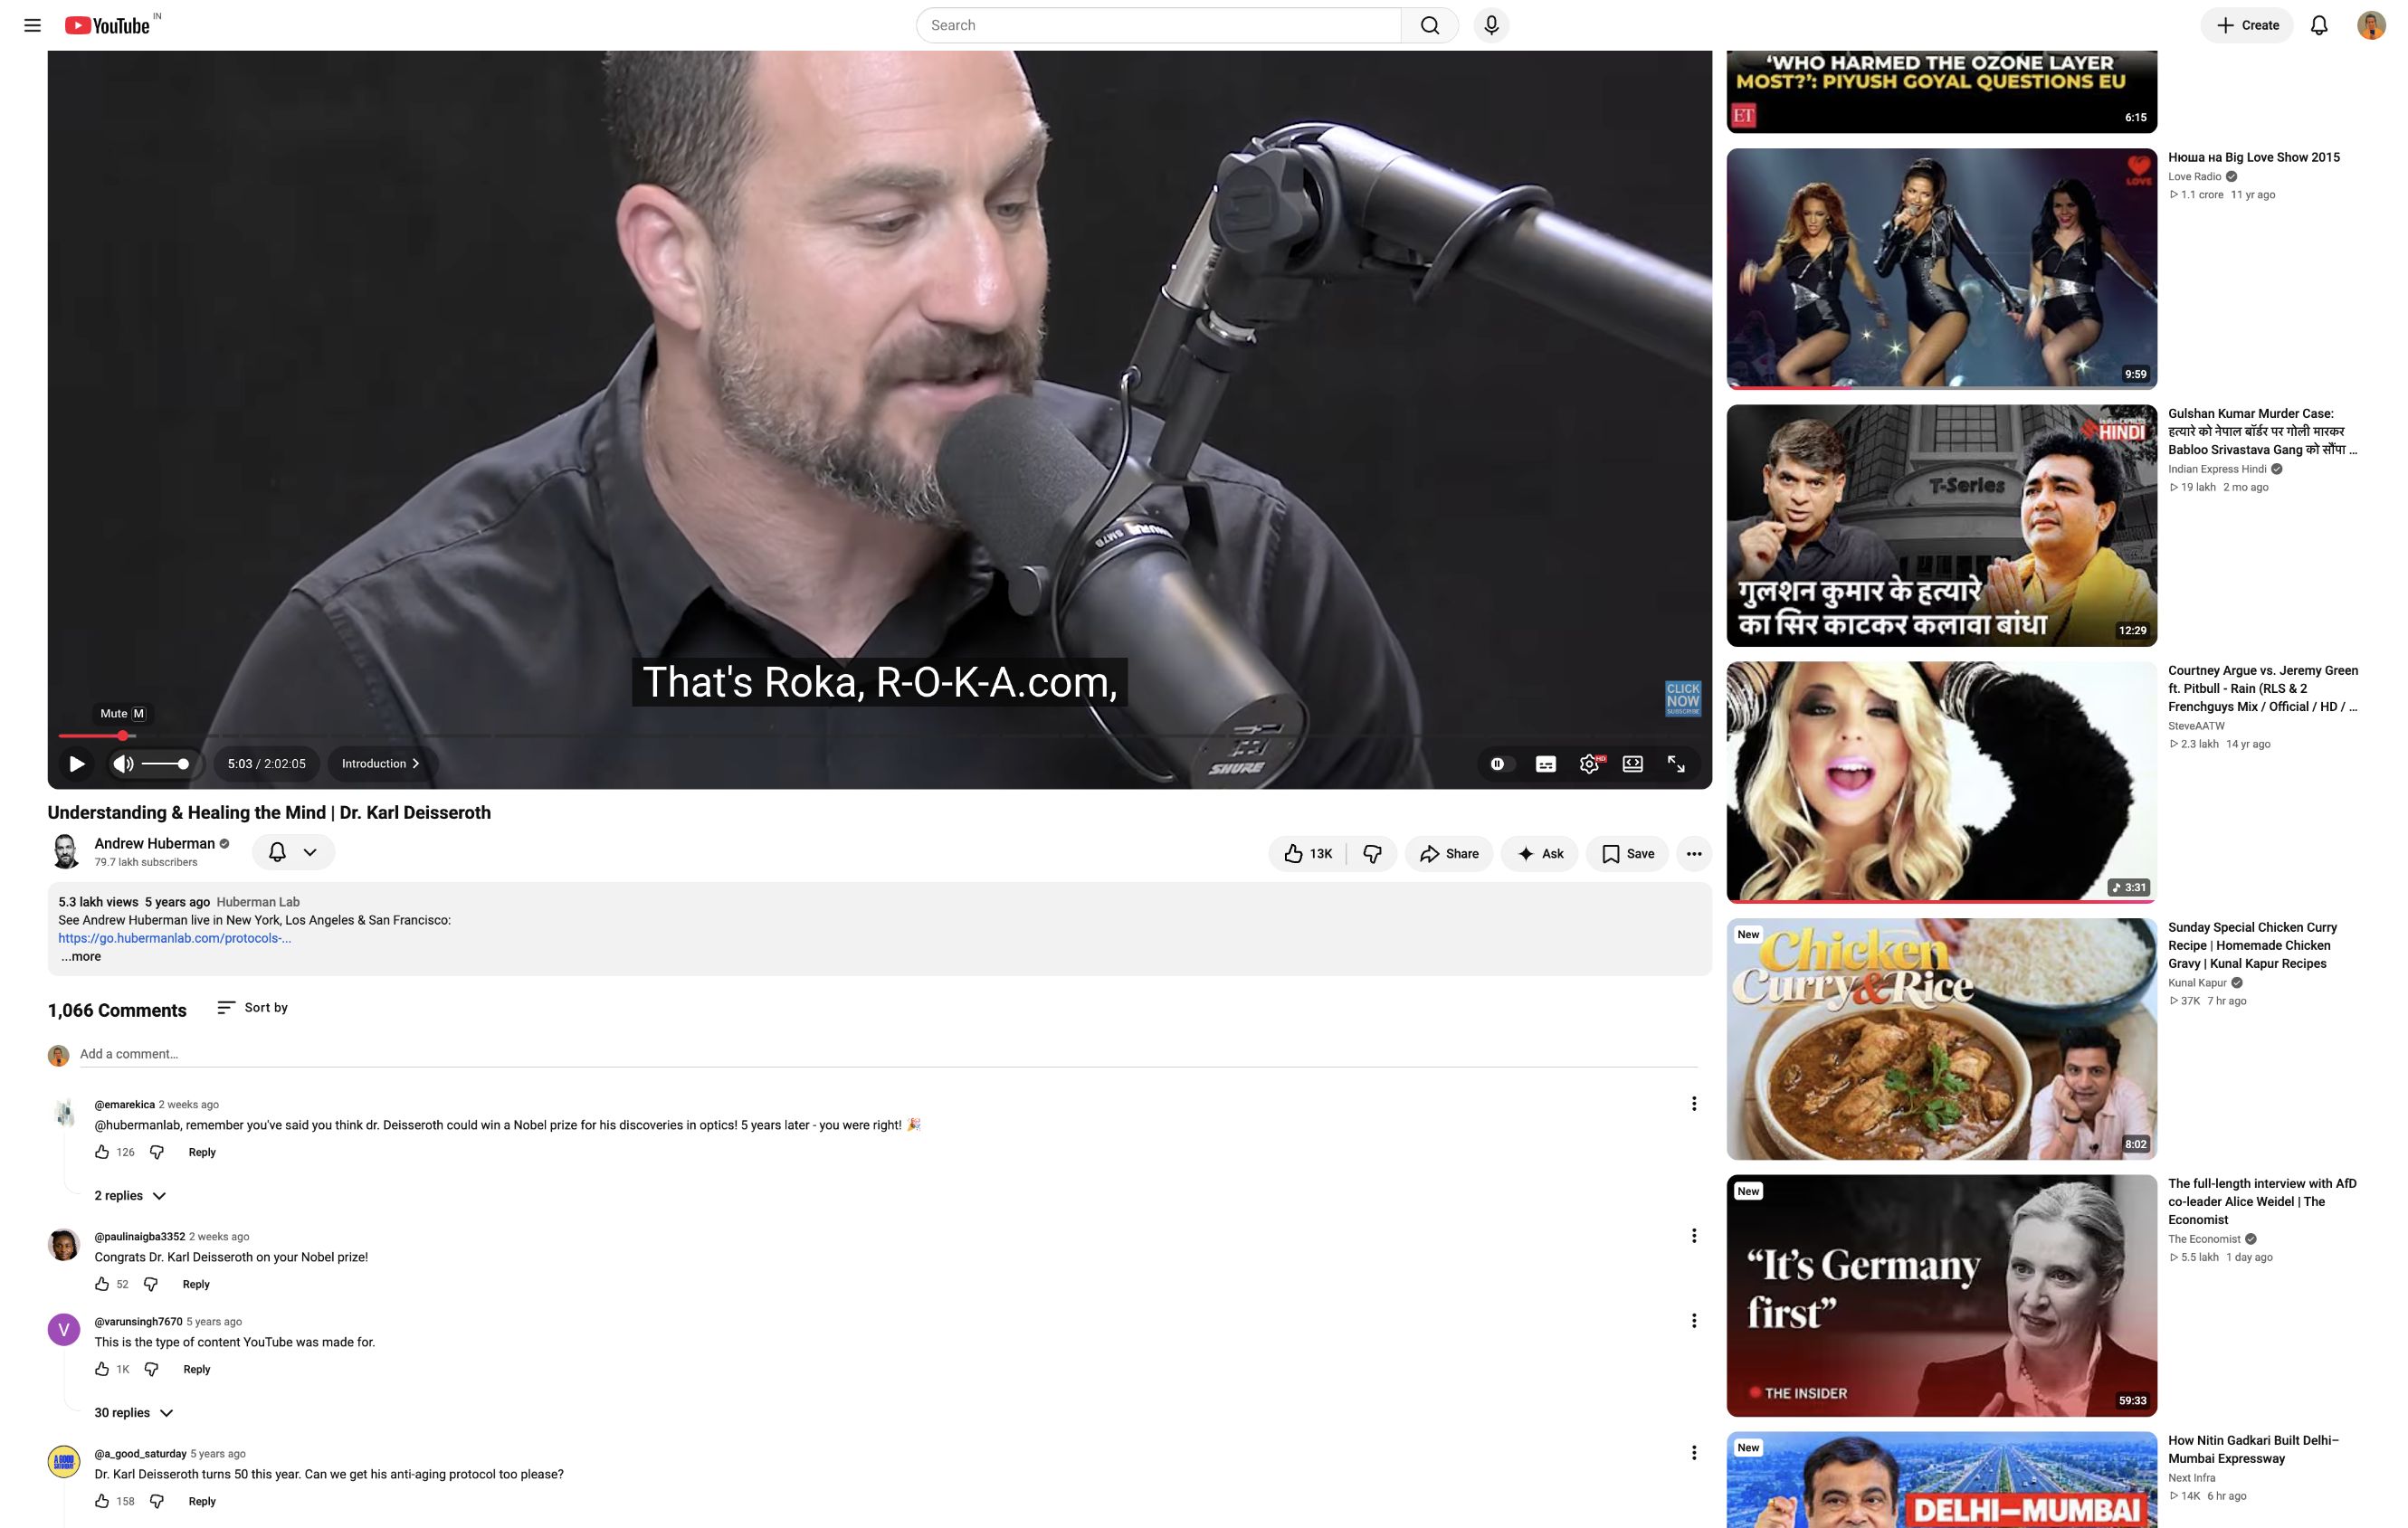 YouTube IN
Search
Create
That's Roka, R-O-K-A.com,
CLICK
NOW
SUBSCRIBE
Mute M
5:03 / 2:02:05
Introduction
HD
SHURE
SM7B
SHURE
Understanding & Healing the Mind | Dr. Karl Deisseroth
Andrew Huberman
79.7 lakh subscribers
13K
Share
Ask
Save
5.3 lakh views 5 years ago Huberman Lab
See Andrew Huberman live in New York, Los Angeles & San Francisco:
https://go.hubermanlab.com/protocols-...
...more
1,066 Comments
Sort by
Add a comment...
@emarekica 2 weeks ago
@hubermanlab, remember you've said you think dr. Deisseroth could win a Nobel prize for his discoveries in optics! 5 years later - you were right! 🎉
126
Reply
2 replies
@paulinaigba3352 2 weeks ago
Congrats Dr. Karl Deisseroth on your Nobel prize!
52
Reply
V
@varunsingh7670 5 years ago
This is the type of content YouTube was made for.
1K
Reply
30 replies
A GOOD
SATURDAY
@a_good_saturday 5 years ago
Dr. Karl Deisseroth turns 50 this year. Can we get his anti-aging protocol too please?
158
Reply
'WHO HARMED THE OZONE LAYER
MOST?': PIYUSH GOYAL QUESTIONS EU
ET
6:15
LOVE
9:59
Нюша на Big Love Show 2015
Love Radio
1.1 crore 11 yr ago
HINDI
T-Series
गुलशन कुमार के हत्यारे
का सिर काटकर कलावा बांधा
12:29
Gulshan Kumar Murder Case:
हत्यारे को नेपाल बॉर्डर पर गोली मारकर
Babloo Srivastava Gang को सौंपा ...
Indian Express Hindi
19 lakh 2 mo ago
3:31
Courtney Argue vs. Jeremy Green
ft. Pitbull - Rain (RLS & 2
Frenchguys Mix / Official / HD / ...
SteveAATW
2.3 lakh 14 yr ago
New
Chicken
Curry & Rice
8:02
Sunday Special Chicken Curry
Recipe | Homemade Chicken
Gravy | Kunal Kapur Recipes
Kunal Kapur
37K 7 hr ago
New
“It’s Germany
first”
THE INSIDER
59:33
The full-length interview with AfD
co-leader Alice Weidel | The
Economist
The Economist
5.5 lakh 1 day ago
New
DELHI–MUMBAI
How Nitin Gadkari Built Delhi–
Mumbai Expressway
Next Infra
14K 6 hr ago